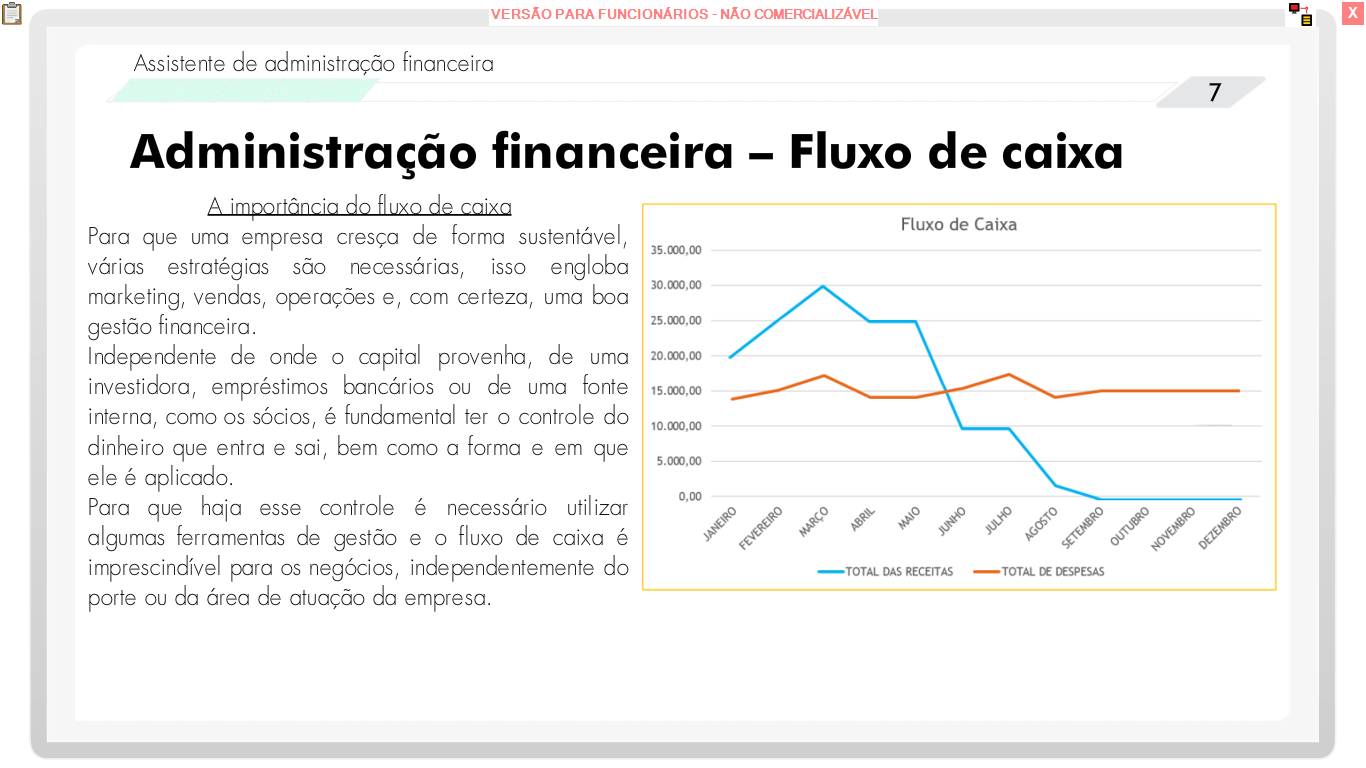 VERSÃO PARA FUNCIONÁRIOS - NÃO COMERCIALIZÁVEL
X
Assistente de administração financeira
7
Administração financeira – Fluxo de caixa
A importância do fluxo de caixa
Para que uma empresa cresça de forma sustentável,
várias estratégias são necessárias, isso engloba
marketing, vendas, operações e, com certeza, uma boa
gestão financeira.
Independente de onde o capital provenha, de uma
investidora, empréstimos bancários ou de uma fonte
interna, como os sócios, é fundamental ter o controle do
dinheiro que entra e sai, bem como a forma e em que
ele é aplicado.
Para que haja esse controle é necessário utilizar
algumas ferramentas de gestão e o fluxo de caixa é
imprescindível para os negócios, independentemente do
porte ou da área de atuação da empresa.
Fluxo de Caixa
35.000,00
30.000,00
25.000,00
20.000,00
15.000,00
10.000,00
5.000,00
0,00
JANEIRO
FEVEREIRO
MARÇO
ABRIL
MAIO
JUNHO
JULHO
AGOSTO
SETEMBRO
OUTUBRO
NOVEMBRO
DEZEMBRO
TOTAL DAS RECEITAS
TOTAL DE DESPESAS